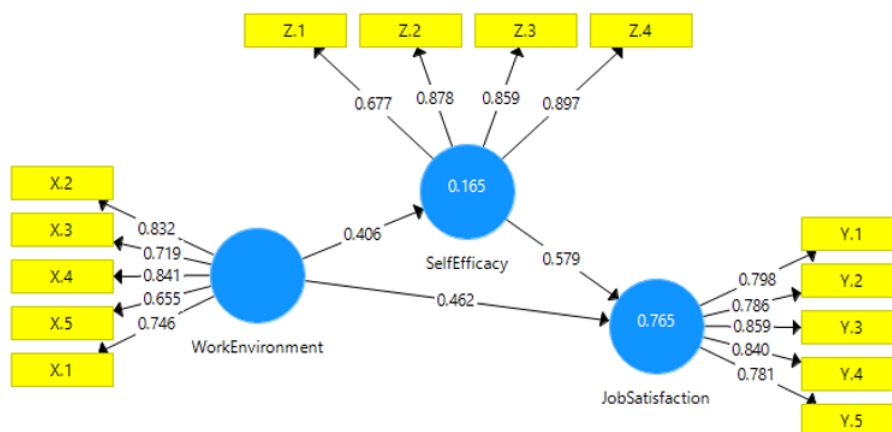 Z.1
Z.2
Z.3
Z.4
0.677
0.878
0.859
0.897
X.2
X.3
X.4
X.5
X.1
0.832
0.719
0.841
0.655
0.746
WorkEnvironment
0.406
0.165
SelfEfficacy
0.579
0.462
0.765
JobSatisfaction
0.798
0.786
0.859
0.840
0.781
Y.1
Y.2
Y.3
Y.4
Y.5